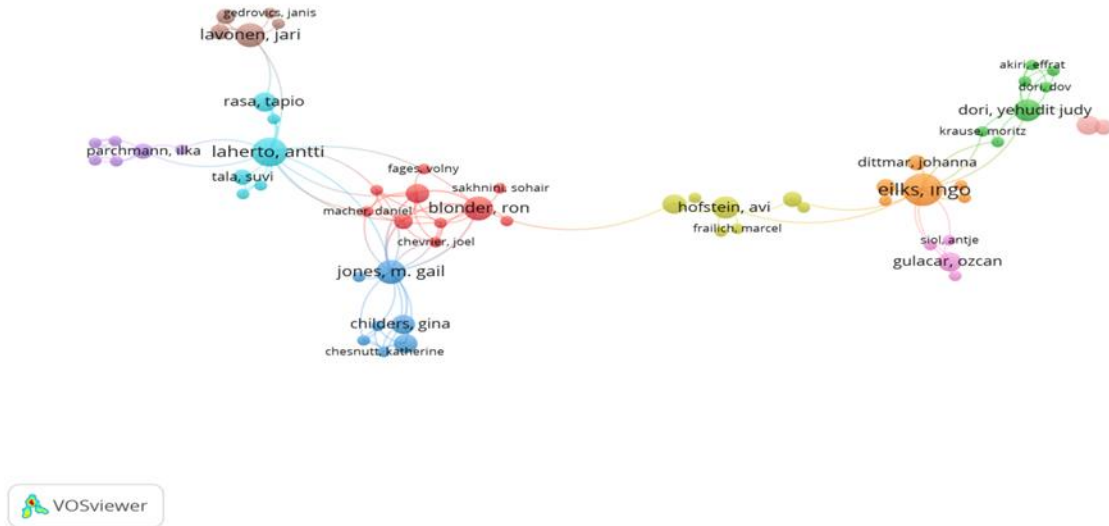 gedrovics, janis
lavonen, jari
akiri, effrat
dori, dov
rasa, tapio
dori, yehudit judy
krause, moritz
parchmann, ilka
laherto, antti
dittmar, johanna
fages, volny
tala, suvi
sakhnini, sohair
eilks, ıngo
macher, daniel
blonder, ron
hofstein, avi
frailich, marcel
chevrier, joel
siol, antje
gulacar, ozcan
jones, m. gail
childers, gina
chesnutt, katherine
VOSviewer